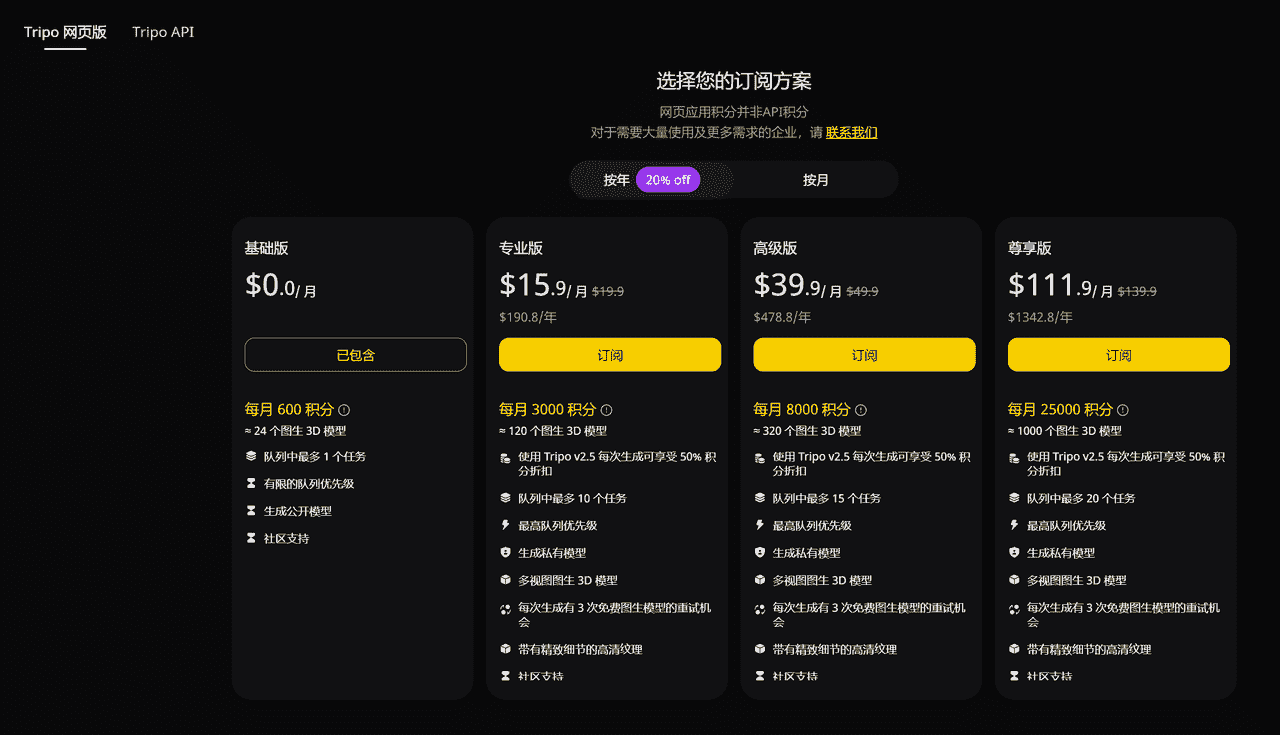 Tripo 网页版
Tripo API
选择您的订阅方案
网页应用积分并非API积分
对于需要大量使用及更多需求的企业，请 联系我们
按年 20% off
按月
基础版
$0.0/ 月
已包含
每月 600 积分
≈ 24 个图生 3D 模型
队列中最多 1 个任务
有限的队列优先级
生成公开模型
社区支持
专业版
$15.9/ 月 $19.9
$190.8/年
订阅
每月 3000 积分
≈ 120 个图生 3D 模型
使用 Tripo v2.5 每次生成可享受 50% 积
分折扣
队列中最多 10 个任务
最高队列优先级
生成私有模型
多视图图生 3D 模型
每次生成有 3 次免费图生模型的重试机
会
带有精致细节的高清纹理
社区支持
高级版
$39.9/ 月 $49.9
$478.8/年
订阅
每月 8000 积分
≈ 320 个图生 3D 模型
使用 Tripo v2.5 每次生成可享受 50% 积
分折扣
队列中最多 15 个任务
最高队列优先级
生成私有模型
多视图图生 3D 模型
每次生成有 3 次免费图生模型的重试机
会
带有精致细节的高清纹理
社区支持
尊享版
$111.9/ 月 $139.9
$1342.8/年
订阅
每月 25000 积分
≈ 1000 个图生 3D 模型
使用 Tripo v2.5 每次生成可享受 50% 积
分折扣
队列中最多 20 个任务
最高队列优先级
生成私有模型
多视图图生 3D 模型
每次生成有 3 次免费图生模型的重试机
会
带有精致细节的高清纹理
社区支持